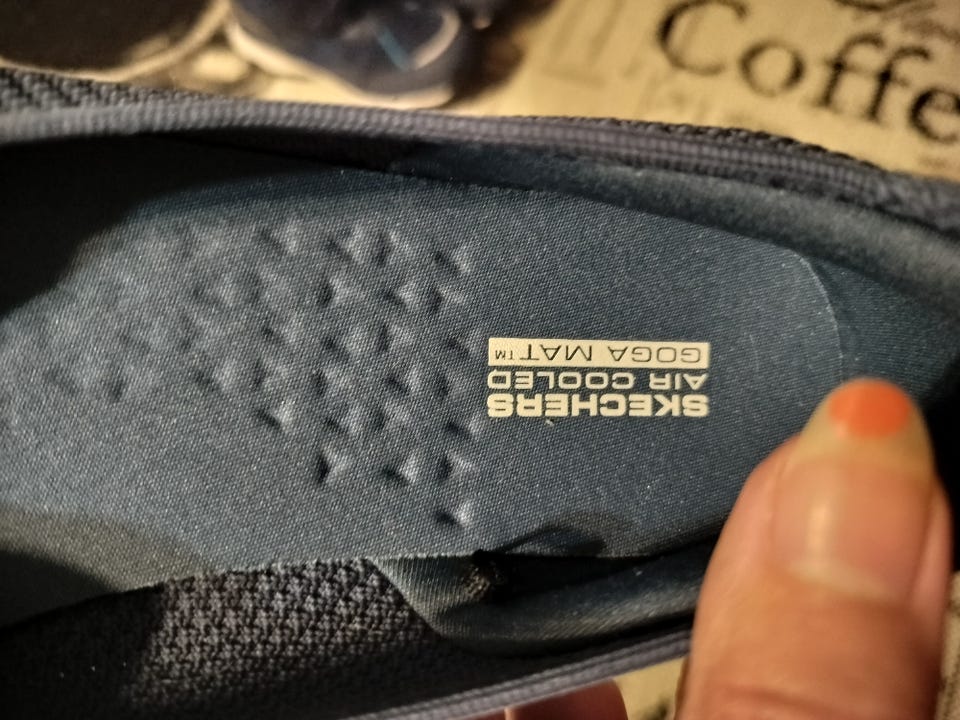 Coffe
SKECHERS
AIR COOLED
GOGA MAT™